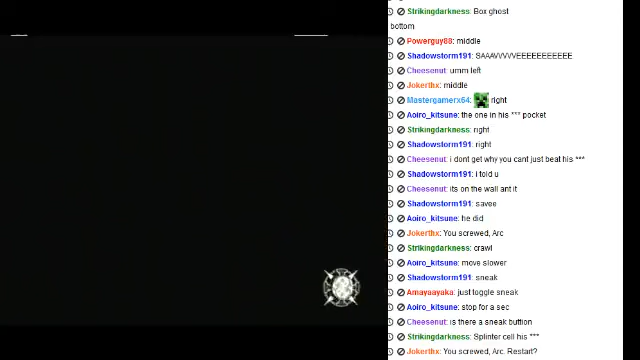 Strikingdarkness: Box ghost
bottom
Powerguy88: middle
Shadowstorm191: SAAAVVVVVEEEEEEEEEEE
Cheesenut: umm left
Jokerthx: middle
Mastergamerx64: right
Aoiro_kitsune: the one in his *** pocket
Strikingdarkness: right
Shadowstorm191: right
Cheesenut: i dont get why you cant just beat his ***
Shadowstorm191: i told u
Cheesenut: its on the wall ant it
Shadowstorm191: savee
Aoiro_kitsune: he did
Jokerthx: You screwed, Arc
Strikingdarkness: crawl
Aoiro_kitsune: move slower
Shadowstorm191: sneak
Amayaayaka: just toggle sneak
Aoiro_kitsune: stop for a sec
Cheesenut: is there a sneak buttion
Strikingdarkness: Splinter cell his ***
Jokerthx: You screwed, Arc. Restart?